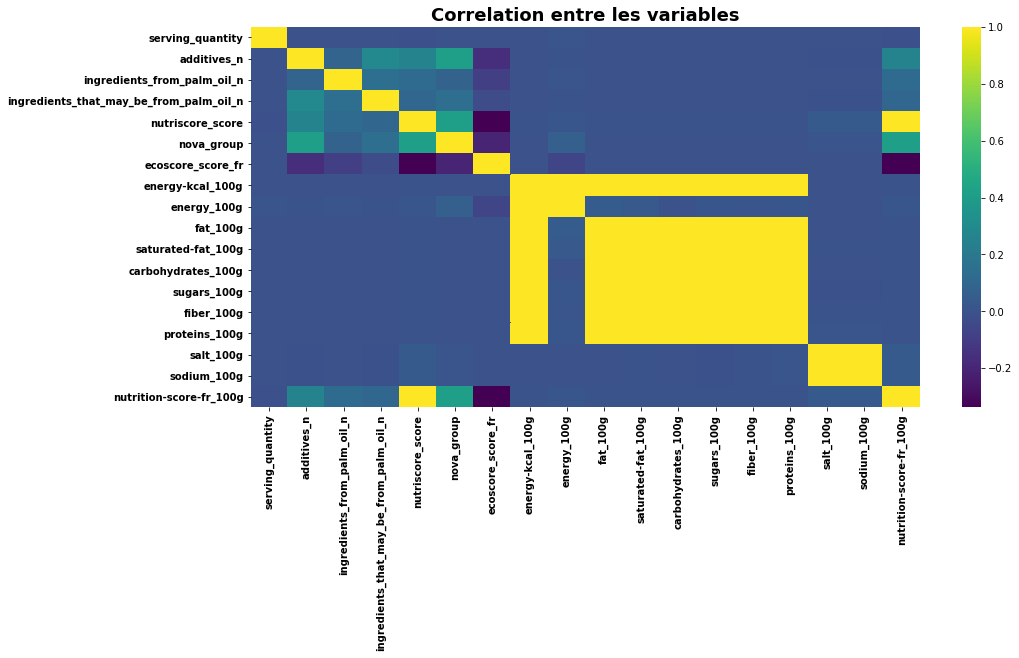 Correlation entre les variables
serving_quantity
additives_n
ingredients_from_palm_oil_n
ingredients_that_may_be_from_palm_oil_n
nutriscore_score
nova_group
ecoscore_score_fr
energy-kcal_100g
energy_100g
fat_100g
saturated-fat_100g
carbohydrates_100g
sugars_100g
fiber_100g
proteins_100g
salt_100g
sodium_100g
nutrition-score-fr_100g
serving_quantity
additives_n
ingredients_from_palm_oil_n
ingredients_that_may_be_from_palm_oil_n
nutriscore_score
nova_group
ecoscore_score_fr
energy-kcal_100g
energy_100g
fat_100g
saturated-fat_100g
carbohydrates_100g
sugars_100g
fiber_100g
proteins_100g
salt_100g
sodium_100g
nutrition-score-fr_100g
1.0
0.8
0.6
0.4
0.2
0.0
−0.2